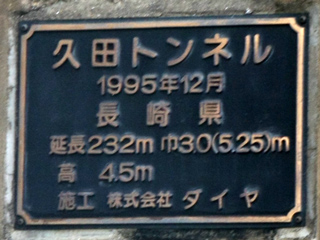 久田トンネル
1995年12月
長崎県
延長232m 巾3.0(5.25)m
高 4.5m
施工 株式会社 ダイヤ